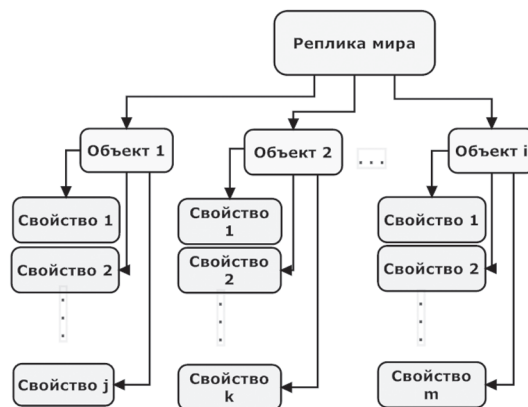 Реплика мира
Объект 1
Объект 2
...
Объект i
Свойство 1
Свойство
1
Свойство 1
Свойство 2
Свойство
2
Свойство 2
Свойство j
Свойство
k
Свойство
m